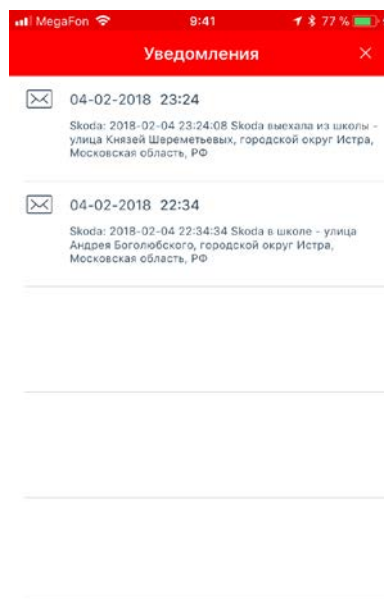 MegaFon 9:41 77 %
Уведомления
04-02-2018 23:24
Skoda: 2018-02-04 23:24:08 Skoda выехала из школы -
улица Князей Шереметьевых, городской округ Истра,
Московская область, РФ
04-02-2018 22:34
Skoda: 2018-02-04 22:34:34 Skoda в школе - улица
Андрея Боголюбского, городской округ Истра,
Московская область, РФ